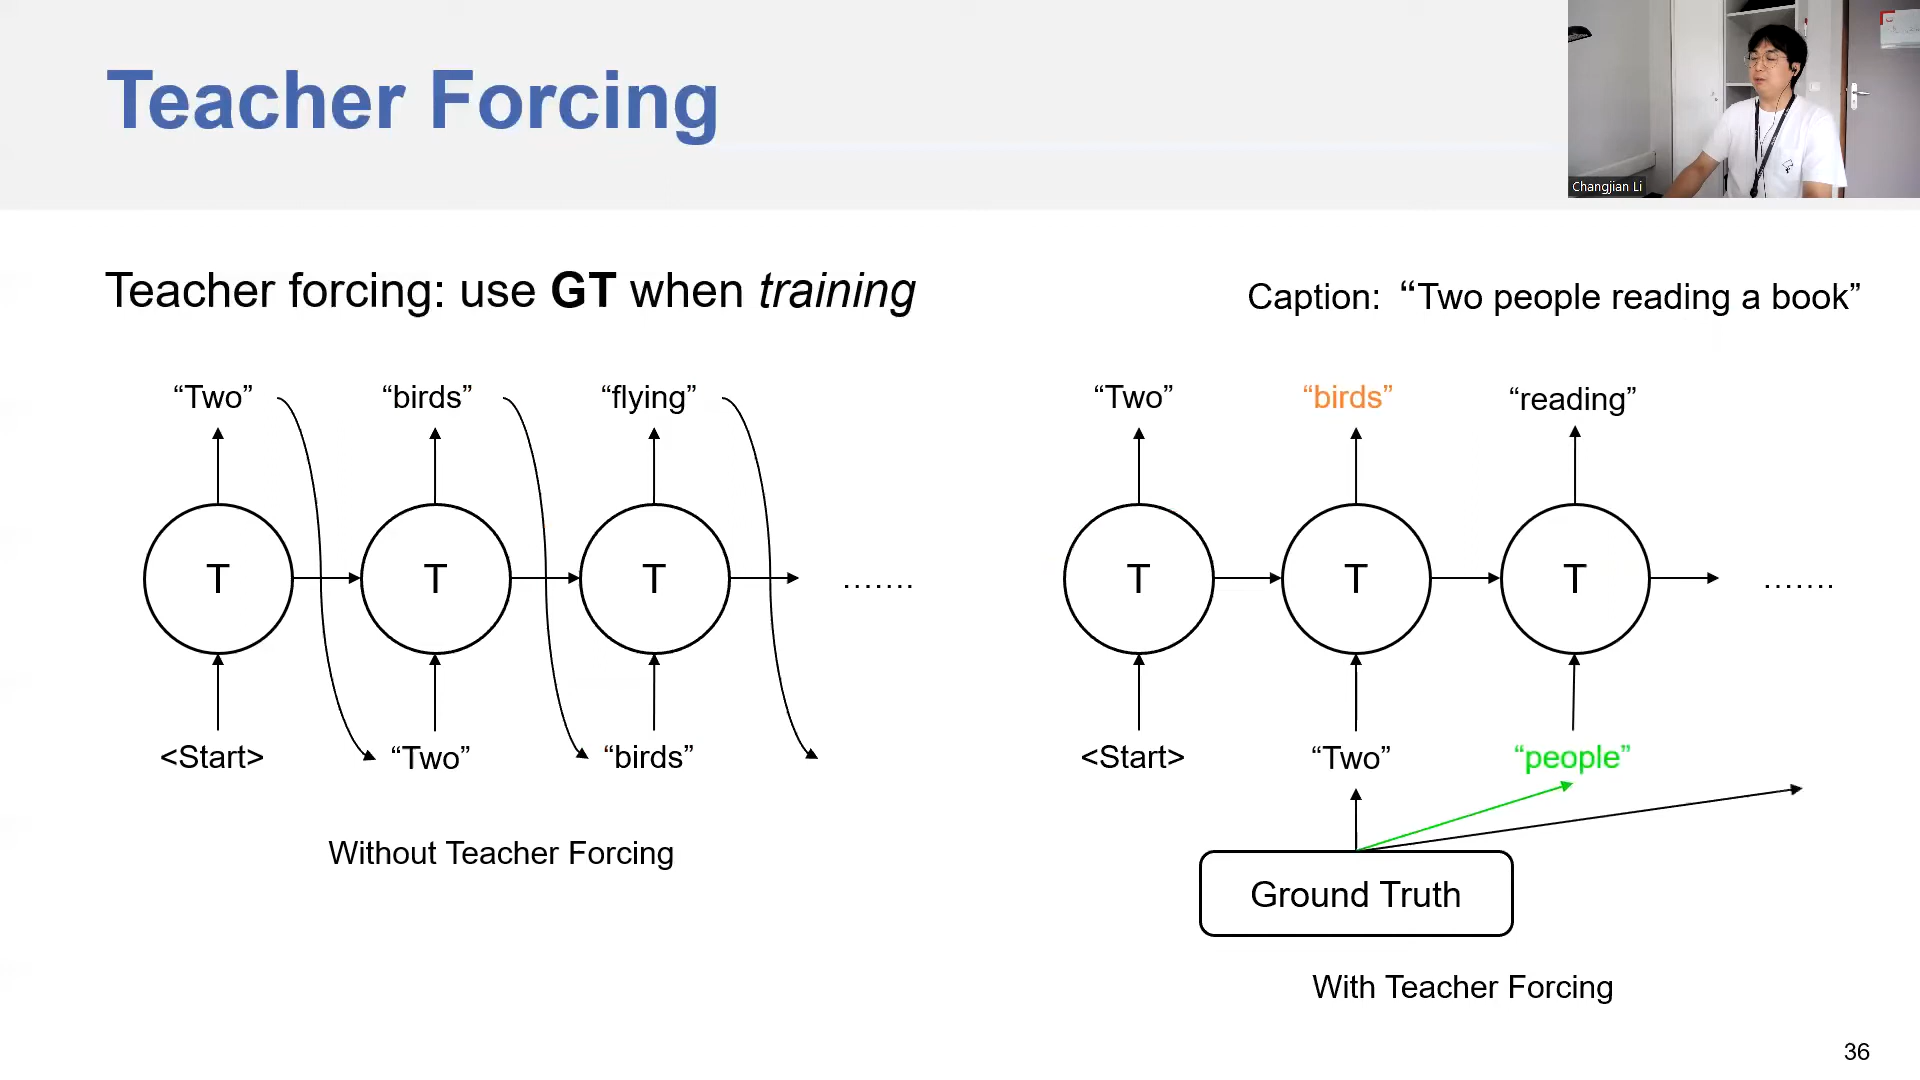 Teacher Forcing
Changjian Li
Teacher forcing: use GT when training
Caption: “Two people reading a book”
“Two” “birds” “flying”
T T T .......
<Start> “Two” “birds”
Without Teacher Forcing
“Two” “birds” “reading”
T T T .......
<Start> “Two” “people”
Ground Truth
With Teacher Forcing
36